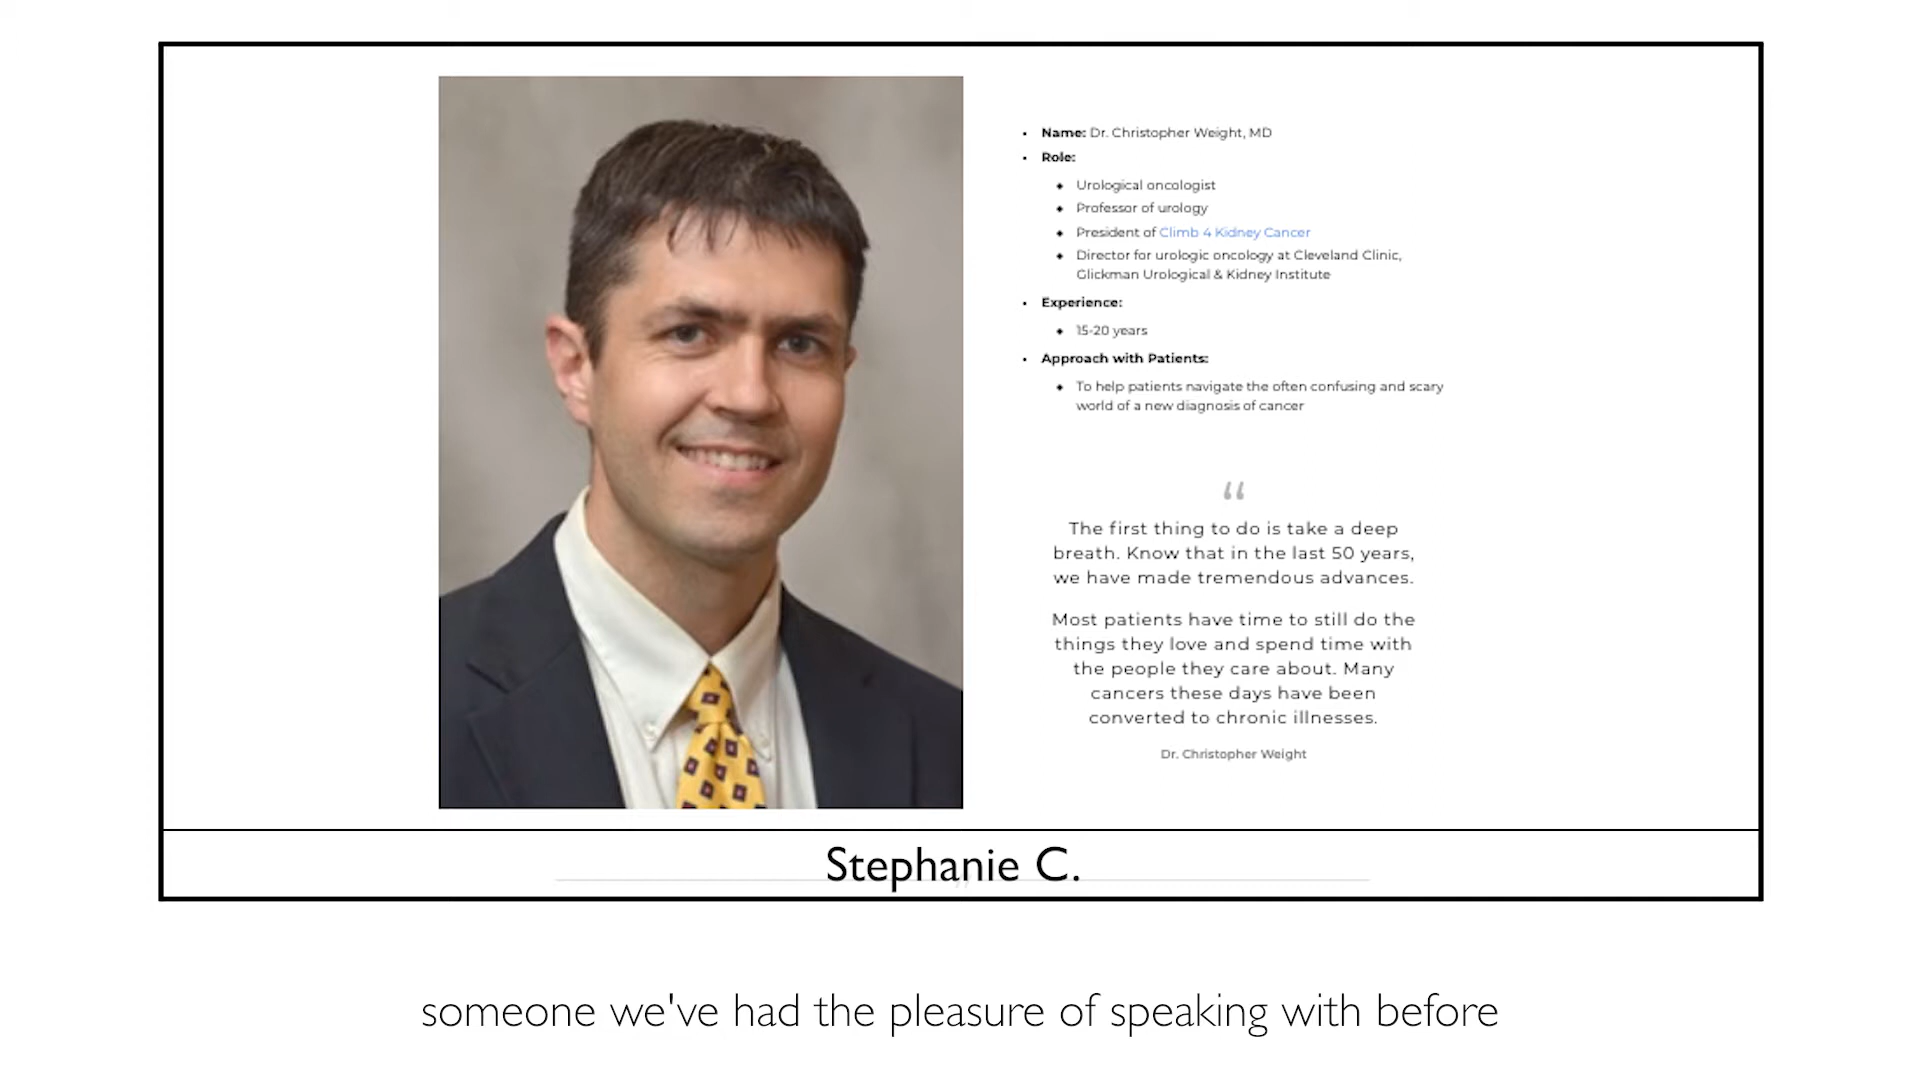 Name: Dr. Christopher Weight, MD
Role:
Urological oncologist
Professor of urology
President of Climb 4 Kidney Cancer
Director for urologic oncology at Cleveland Clinic,
Glickman Urological & Kidney Institute
Experience:
15-20 years
Approach with Patients:
To help patients navigate the often confusing and scary
world of a new diagnosis of cancer
“
The first thing to do is take a deep
breath. Know that in the last 50 years,
we have made tremendous advances.
Most patients have time to still do the
things they love and spend time with
the people they care about. Many
cancers these days have been
converted to chronic illnesses.
Dr. Christopher Weight
Stephanie C.
someone we've had the pleasure of speaking with before